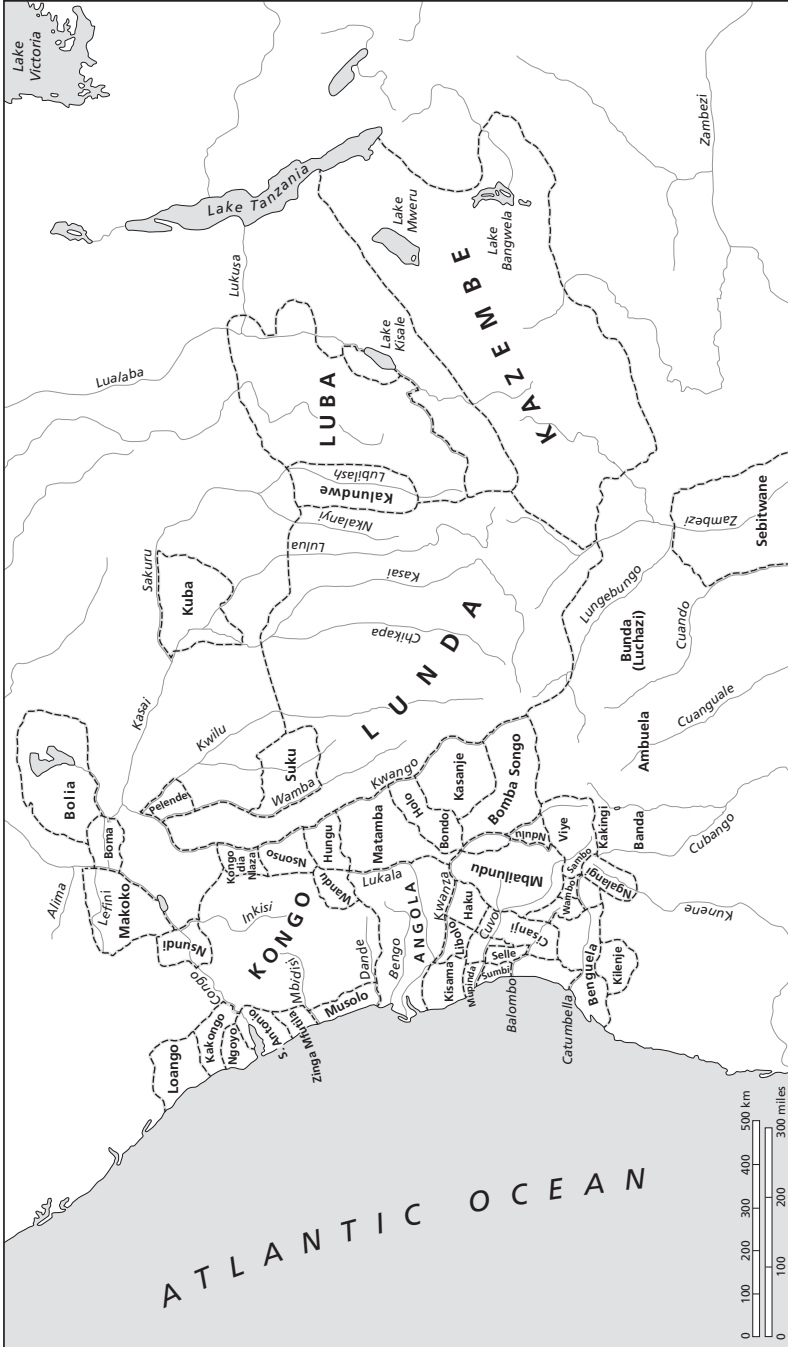 Lake
Victoria
Lake Tanzania
Lukusa
Lualaba
Lake
Mweru
Lake
Bangwela
Lake
Kisale
Zambezi
KAZEMBE
LUBA
Lubilash
Kalundwe
Nkalanyi
Lulua
Sakuru
Kuba
Kasai
Chikapa
LUNDA
Kasai
Kwilu
Suku
Wamba
Pelende
Kwango
Bolia
Boma
Alima
Lefini
Makoko
Nsundi
Congo
Kongo
dia
Nlaza
Nsonso
Hungu
Wandu
Matamba
Holo
Bondo
Kasanje
Bomba Songo
Ndulu
Viye
Kakingi
Banda
Sambo
Wambo
Ngalangi
Mbailundu
Inkisi
KONGO
Mbidisi
Dande
Lukala
Bengo
ANGOLA
Kwanza
Haku
Libolo
Kisama
Cuvo
Mupinda
Sumbi
Selle
Cisanji
Balombo
Catumbella
Benguela
Kilenje
Loango
Kakongo
Ngoyo
S. Antonio
Zinga Mfutila
Musolo
Kunene
Cubango
Cuanguale
Ambuela
Bunda
(Luchazi)
Cuando
Lungebungo
Zambezi
Sebitwane
ATLANTIC OCEAN
0 100 200 300 400 500 km
0 100 200 300 miles